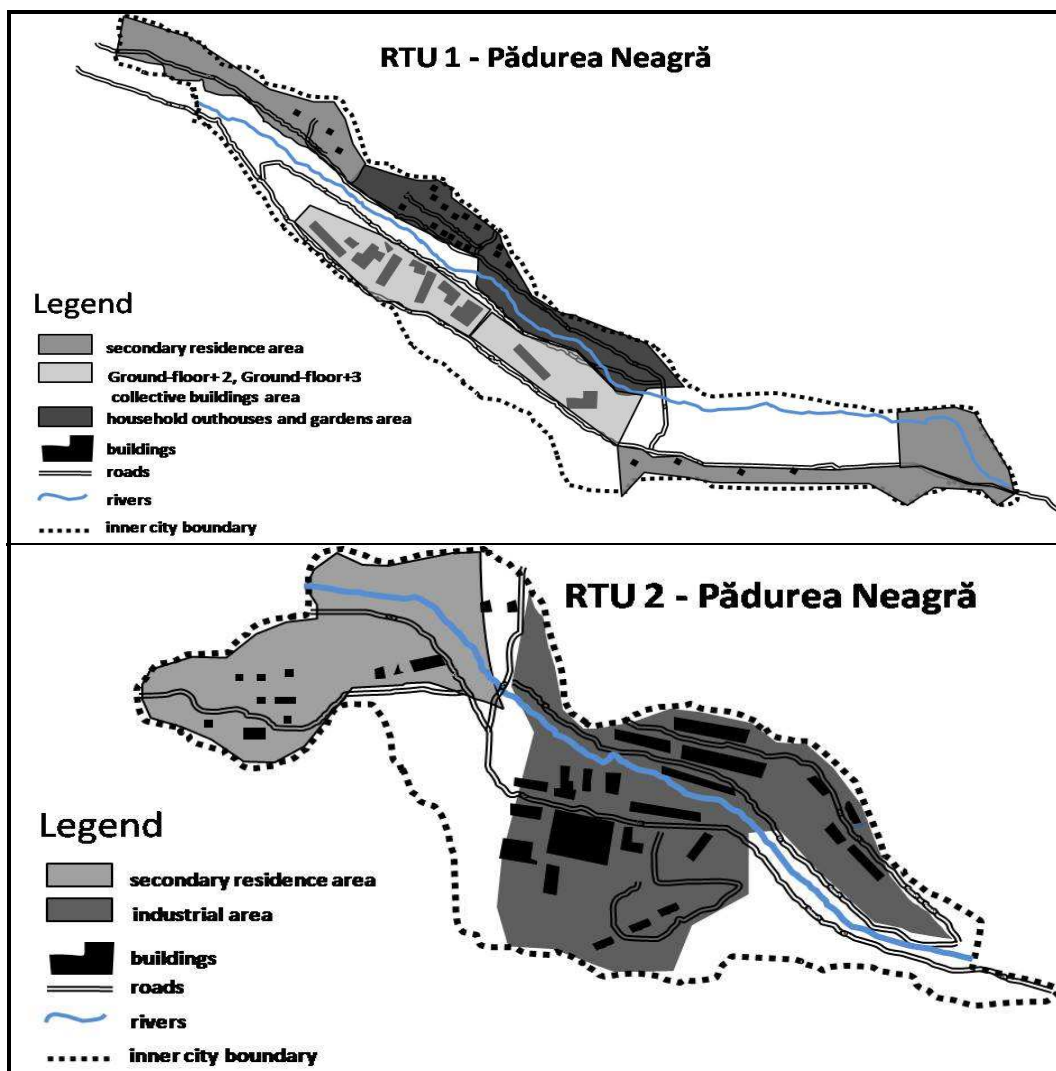 RTU 1 - Pădurea Neagră
Legend
secondary residence area
Ground-floor+ 2, Ground-floor+3
collective buildings area
household outhouses and gardens area
buildings
roads
rivers
inner city boundary
RTU 2 - Pădurea Neagră
Legend
secondary residence area
industrial area
buildings
roads
rivers
inner city boundary